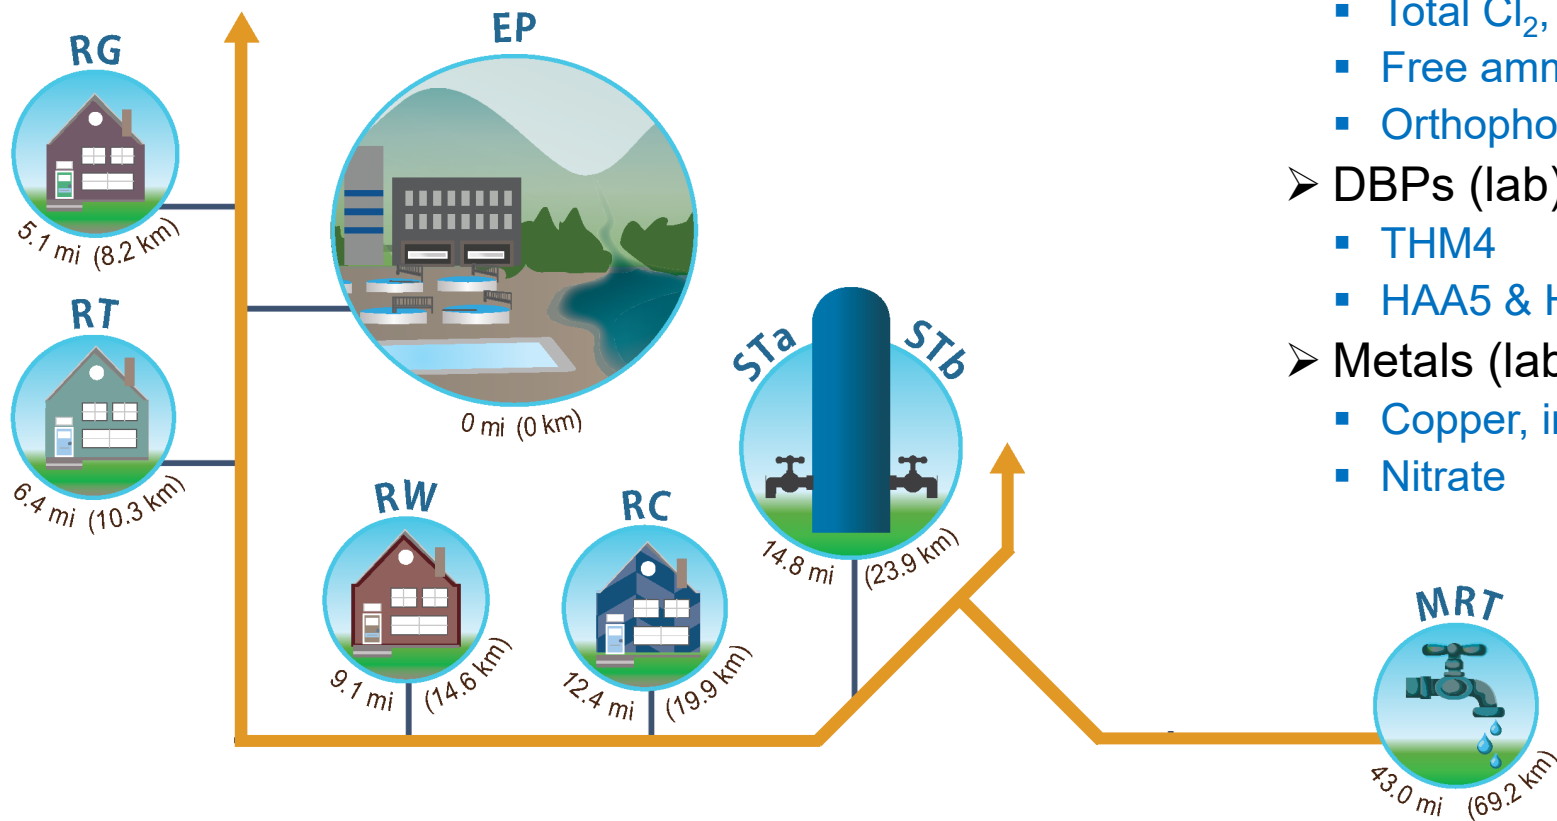 RG
5.1 mi (8.2 km)
EP
0 mi (0 km)
RT
6.4 mi (10.3 km)
STa
STb
14.8 mi (23.9 km)
RW
9.1 mi (14.6 km)
RC
12.4 mi (19.9 km)
MRT
43.0 mi (69.2 km)
▪ Total Cl₂,
▪ Free
▪
➢ DBPs (lab)
▪ THM4
▪ HAA5 &
➢ Metals
▪ Copper,
▪ Nitrate